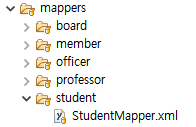 mappers
board
member
officer
professor
student
StudentMapper.xml